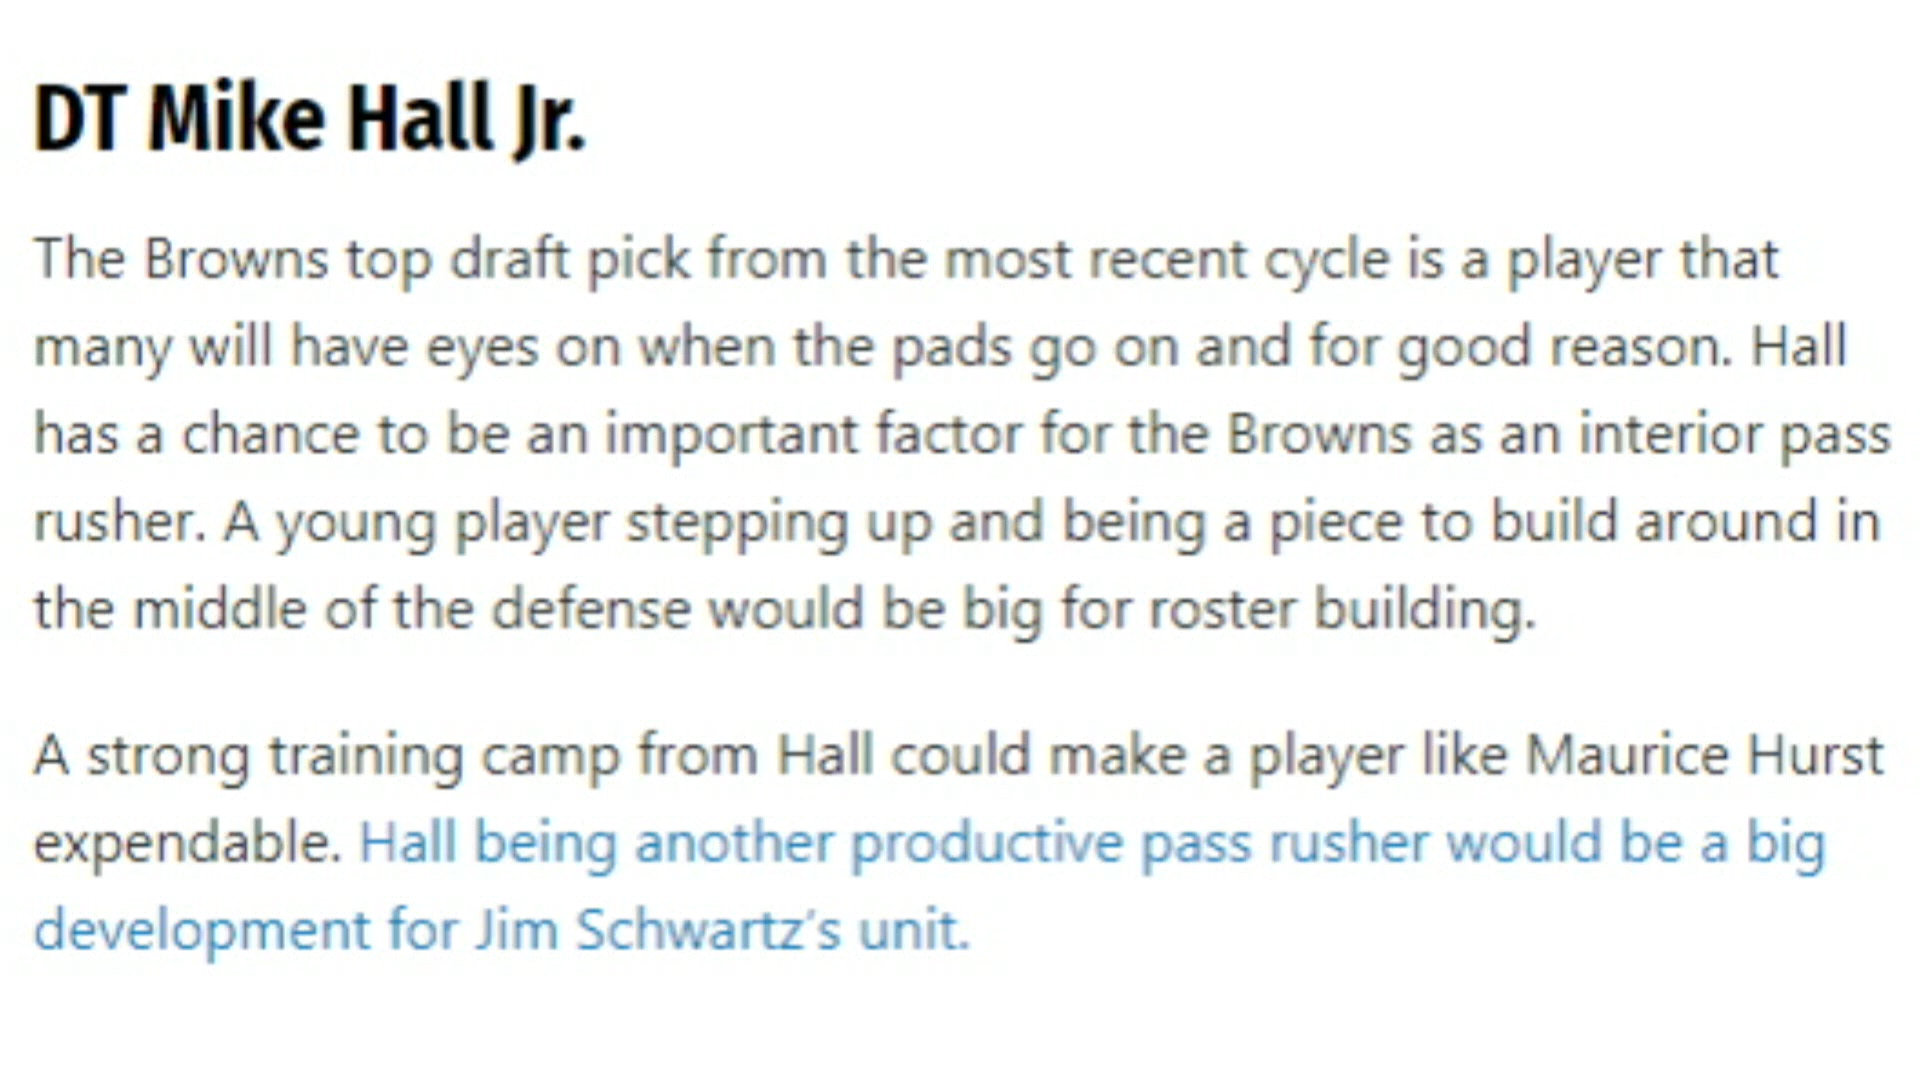 DT Mike Hall Jr.
The Browns top draft pick from the most recent cycle is a player that
many will have eyes on when the pads go on and for good reason. Hall
has a chance to be an important factor for the Browns as an interior pass
rusher. A young player stepping up and being a piece to build around in
the middle of the defense would be big for roster building.
A strong training camp from Hall could make a player like Maurice Hurst
expendable. Hall being another productive pass rusher would be a big
development for Jim Schwartz’s unit.